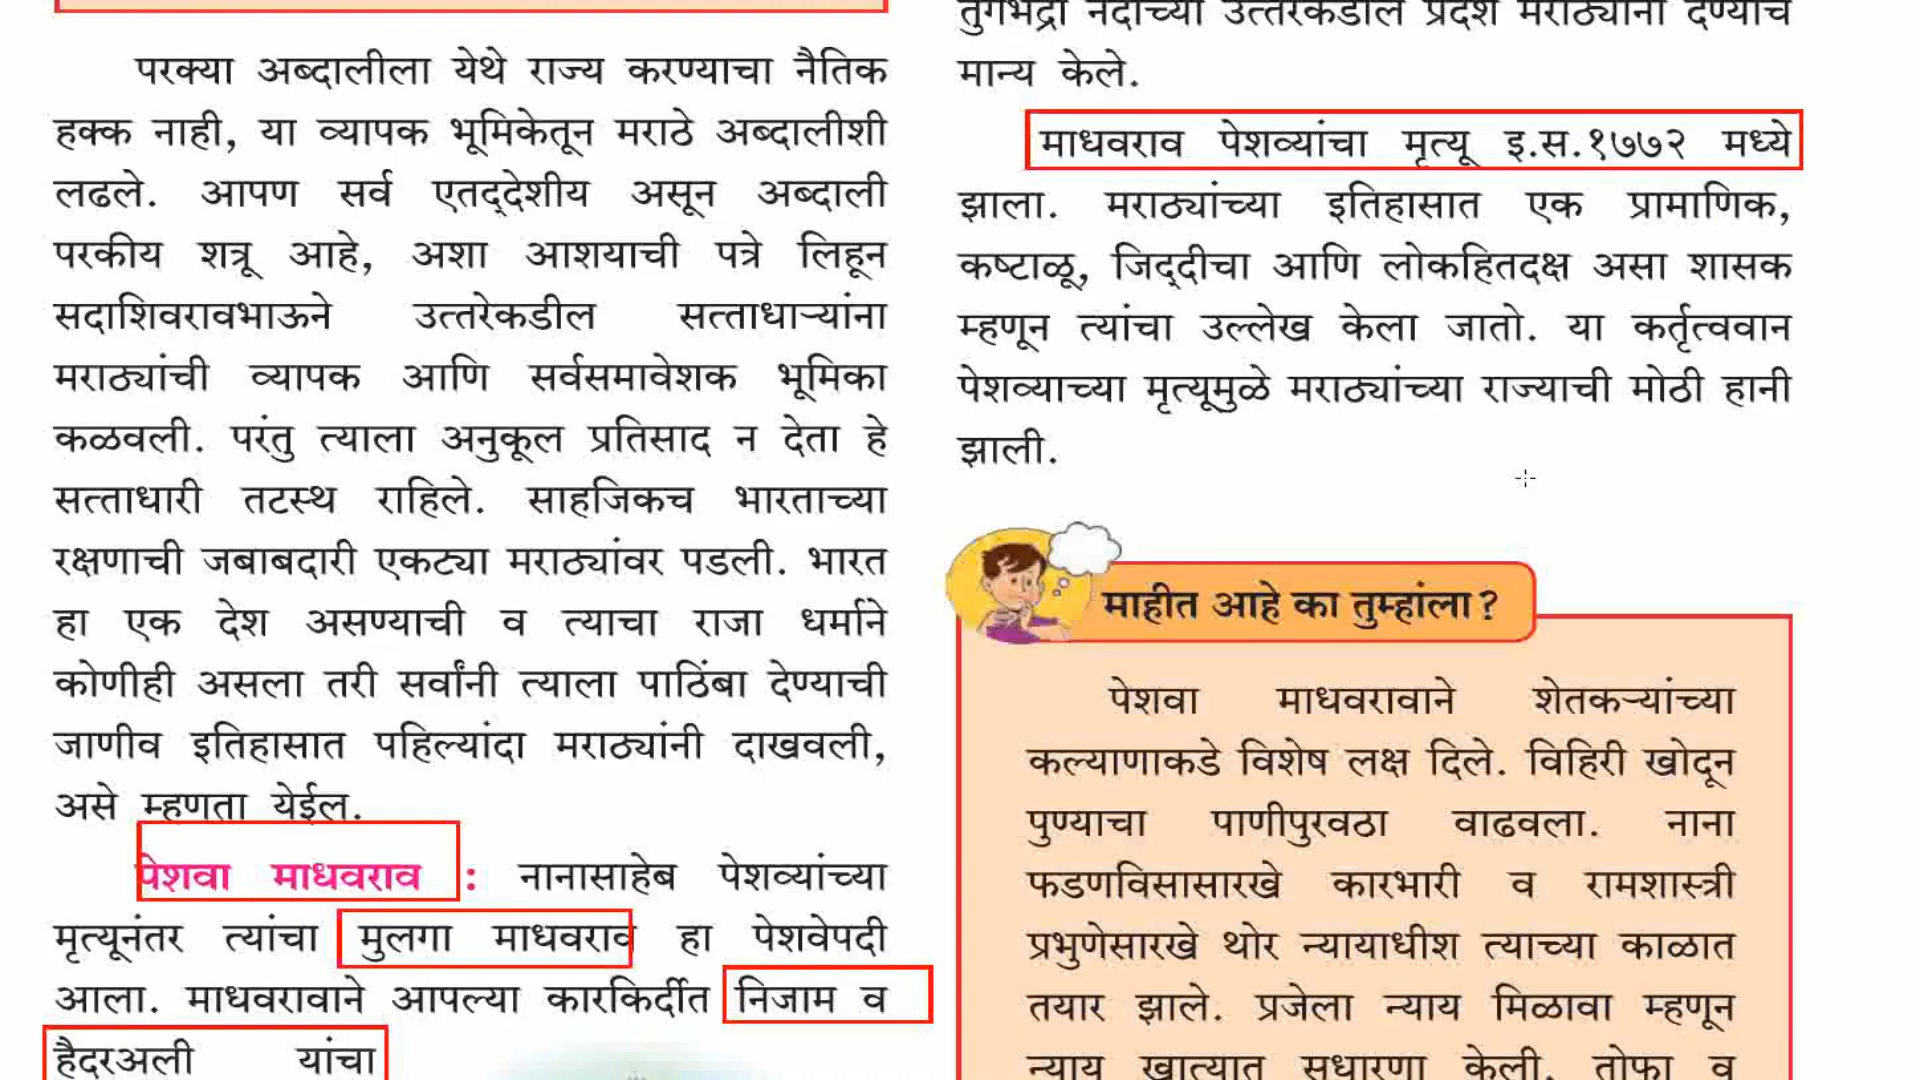 परक्या अब्दालीला येथे राज्य करण्याचा नैतिक
हक्क नाही, या व्यापक भूमिकेतून मराठे अब्दालीशी
लढले. आपण सर्व एतद्देशीय असून अब्दाली
परकीय शत्रू आहे, अशा आशयाची पत्रे लिहून
सदाशिवरावभाऊने उत्तरेकडील सत्ताधाऱ्यांना
मराठ्यांची व्यापक आणि सर्वसमावेशक भूमिका
कळवली. परंतु त्याला अनुकूल प्रतिसाद न देता हे
सत्ताधारी तटस्थ राहिले. साहजिकच भारताच्या
रक्षणाची जबाबदारी एकट्या मराठ्यांवर पडली. भारत
हा एक देश असण्याची व त्याचा राजा धर्माने
कोणीही असला तरी सर्वांनी त्याला पाठिंबा देण्याची
जाणीव इतिहासात पहिल्यांदा मराठ्यांनी दाखवली,
असे म्हणता येईल.
पेशवा माधवराव : नानासाहेब पेशव्यांच्या
मृत्यूनंतर त्यांचा मुलगा माधवराव हा पेशवेपदी
आला. माधवरावाने आपल्या कारकिर्दीत निजाम व
हैदरअली यांचा
तुंगभद्रा नदीच्या उत्तरेकडील प्रदेश मराठ्यांना देण्याचे
मान्य केले.
माधवराव पेशव्यांचा मृत्यू इ.स.१७७२ मध्ये
झाला. मराठ्यांच्या इतिहासात एक प्रामाणिक,
कष्टाळू, जिद्दीचा आणि लोकहितदक्ष असा शासक
म्हणून त्यांचा उल्लेख केला जातो. या कर्तृत्ववान
पेशव्याच्या मृत्यूमुळे मराठ्यांच्या राज्याची मोठी हानी
झाली.
माहीत आहे का तुम्हांला?
पेशवा माधवरावाने शेतकऱ्यांच्या
कल्याणाकडे विशेष लक्ष दिले. विहिरी खोदून
पुण्याचा पाणीपुरवठा वाढवला. नाना
फडणविसासारखे कारभारी व रामशास्त्री
प्रभुणेसारखे थोर न्यायाधीश त्याच्या काळात
तयार झाले. प्रजेला न्याय मिळावा म्हणून
न्याय खात्यात सुधारणा केली. तोफा व